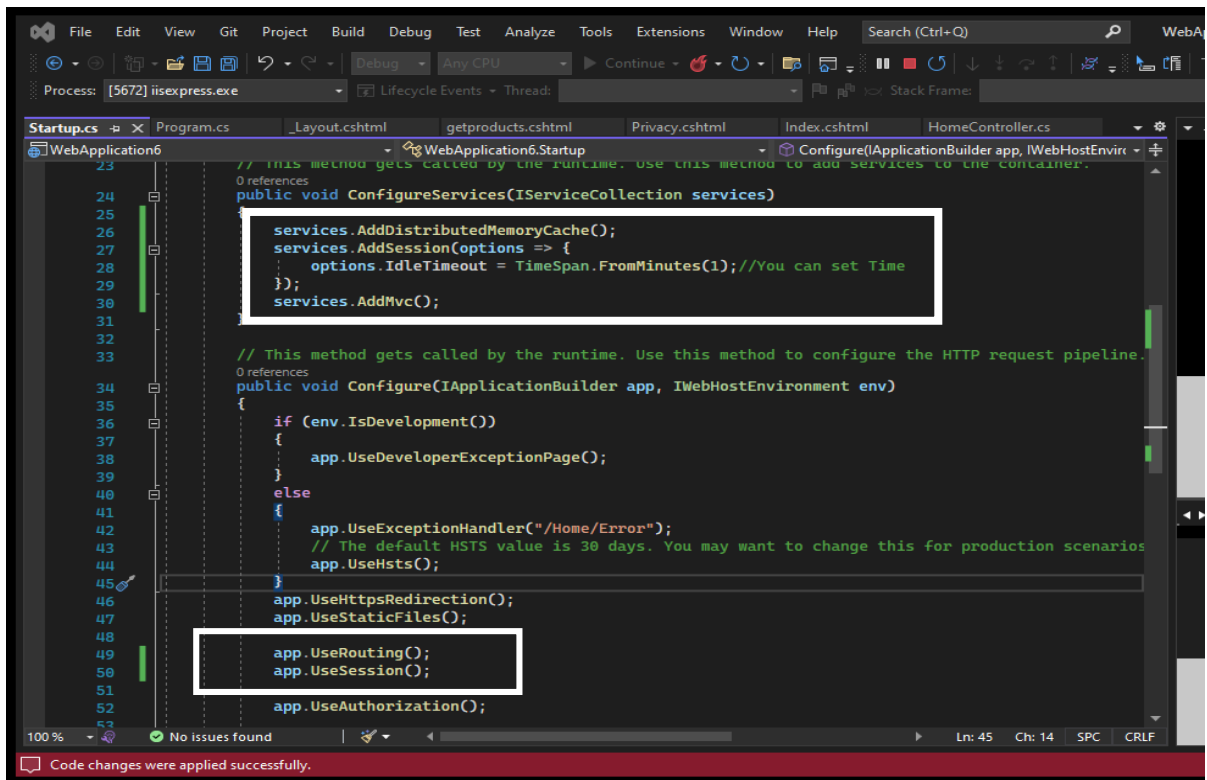 File Edit View Git Project Build Debug Test Analyze Tools Extensions Window Help Search (Ctrl+Q)
Debug Any CPU Continue
Process: [5672] iisexpress.exe Lifecycle Events Thread: Stack Frame:
Startup.cs Program.cs _Layout.cshtml getproducts.cshtml Privacy.cshtml Index.cshtml HomeController.cs
WebApplication6 WebApplication6.Startup Configure(IApplicationBuilder app,
23 // This method gets called by the runtime. Use this method to add services to the container.
0 references
24 public void ConfigureServices(IServiceCollection services)
25 {
26 services.AddDistributedMemoryCache();
27 services.AddSession(options => {
28 options.IdleTimeout = TimeSpan.FromMinutes(1);//You can set Time
29 });
30 services.AddMvc();
31 }
32
33 // This method gets called by the runtime. Use this method to configure the HTTP request pipeline.
0 references
34 public void Configure(IApplicationBuilder app, IWebHostEnvironment env)
35 {
36 if (env.IsDevelopment())
37 {
38 app.UseDeveloperExceptionPage();
39 }
40 else
41 {
42 app.UseExceptionHandler("/Home/Error");
43 // The default HSTS value is 30 days. You may want to change this for production scenarios
44 app.UseHsts();
45 }
46 app.UseHttpsRedirection();
47 app.UseStaticFiles();
48
49 app.UseRouting();
50 app.UseSession();
51
52 app.UseAuthorization();
53
100 % No issues found Ln: 45 Ch: 14 SPC CRLF
Code changes were applied successfully.